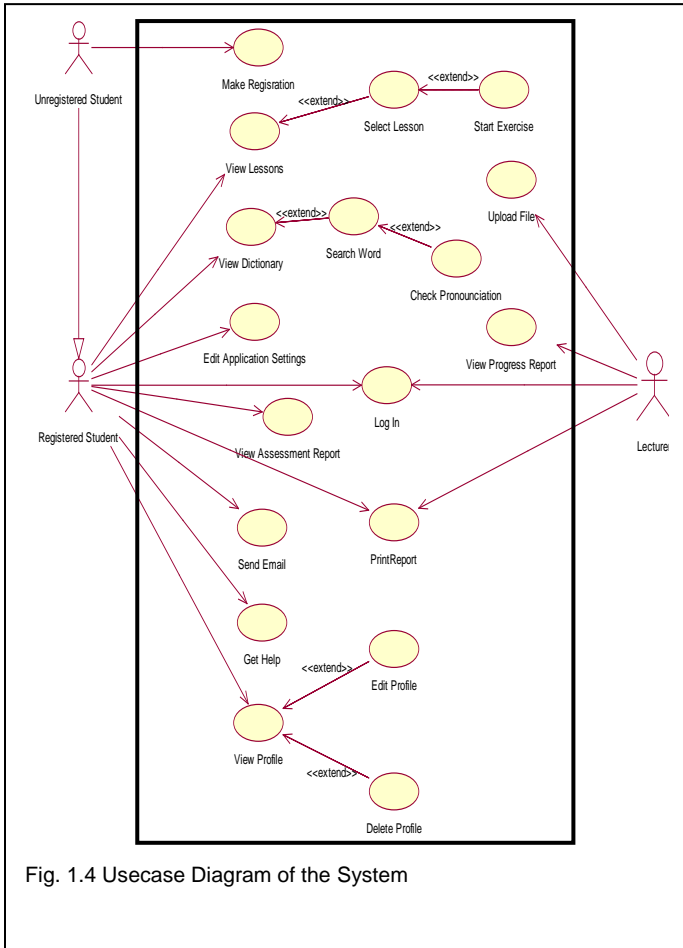 Make Regisration
Unregistered Student
<<extend>>
<<extend>>
Select Lesson
Start Exercise
View Lessons
Upload File
<<extend>>
Search Word
View Dictionary
Check Pronounciation
Edit Application Settings
View Progress Report
Log In
Registered Student
View Assessment Report
Lecturer
Send Email
PrintReport
Get Help
<<extend>>
Edit Profile
View Profile
<<extend>>
Delete Profile
<<extend>>
Fig. 1.4 Usecase Diagram of the System